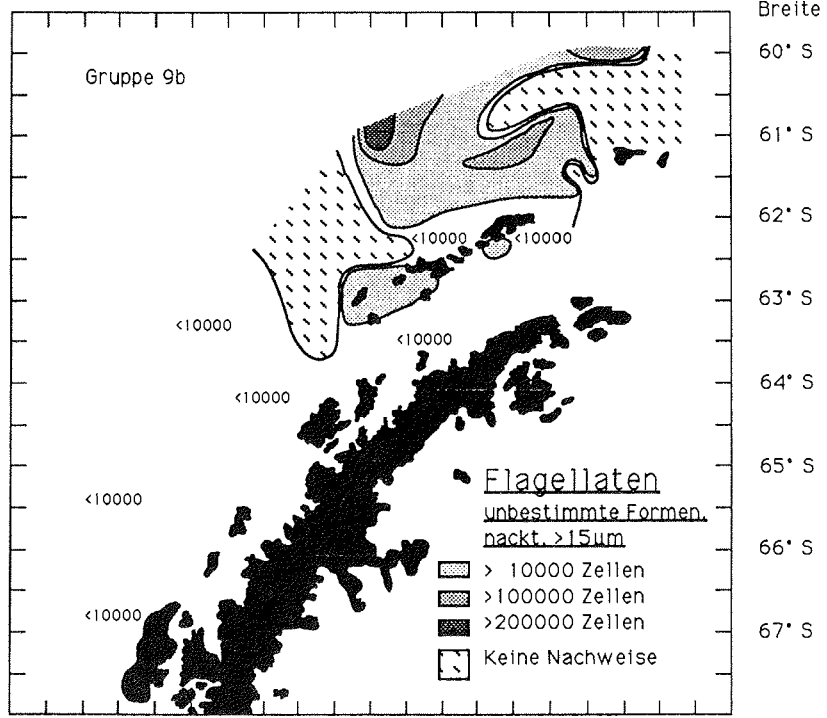 Breite
60° S
Gruppe 9b
61° S
62° S
<10000
<10000
63° S
<10000
<10000
64° S
<10000
65° S
Flagellaten
<10000
unbestimmte Formen,
nackt. >15um
66° S
> 10000 Zellen
>100000 Zellen
<10000
>200000 Zellen
67° S
Keine Nachweise